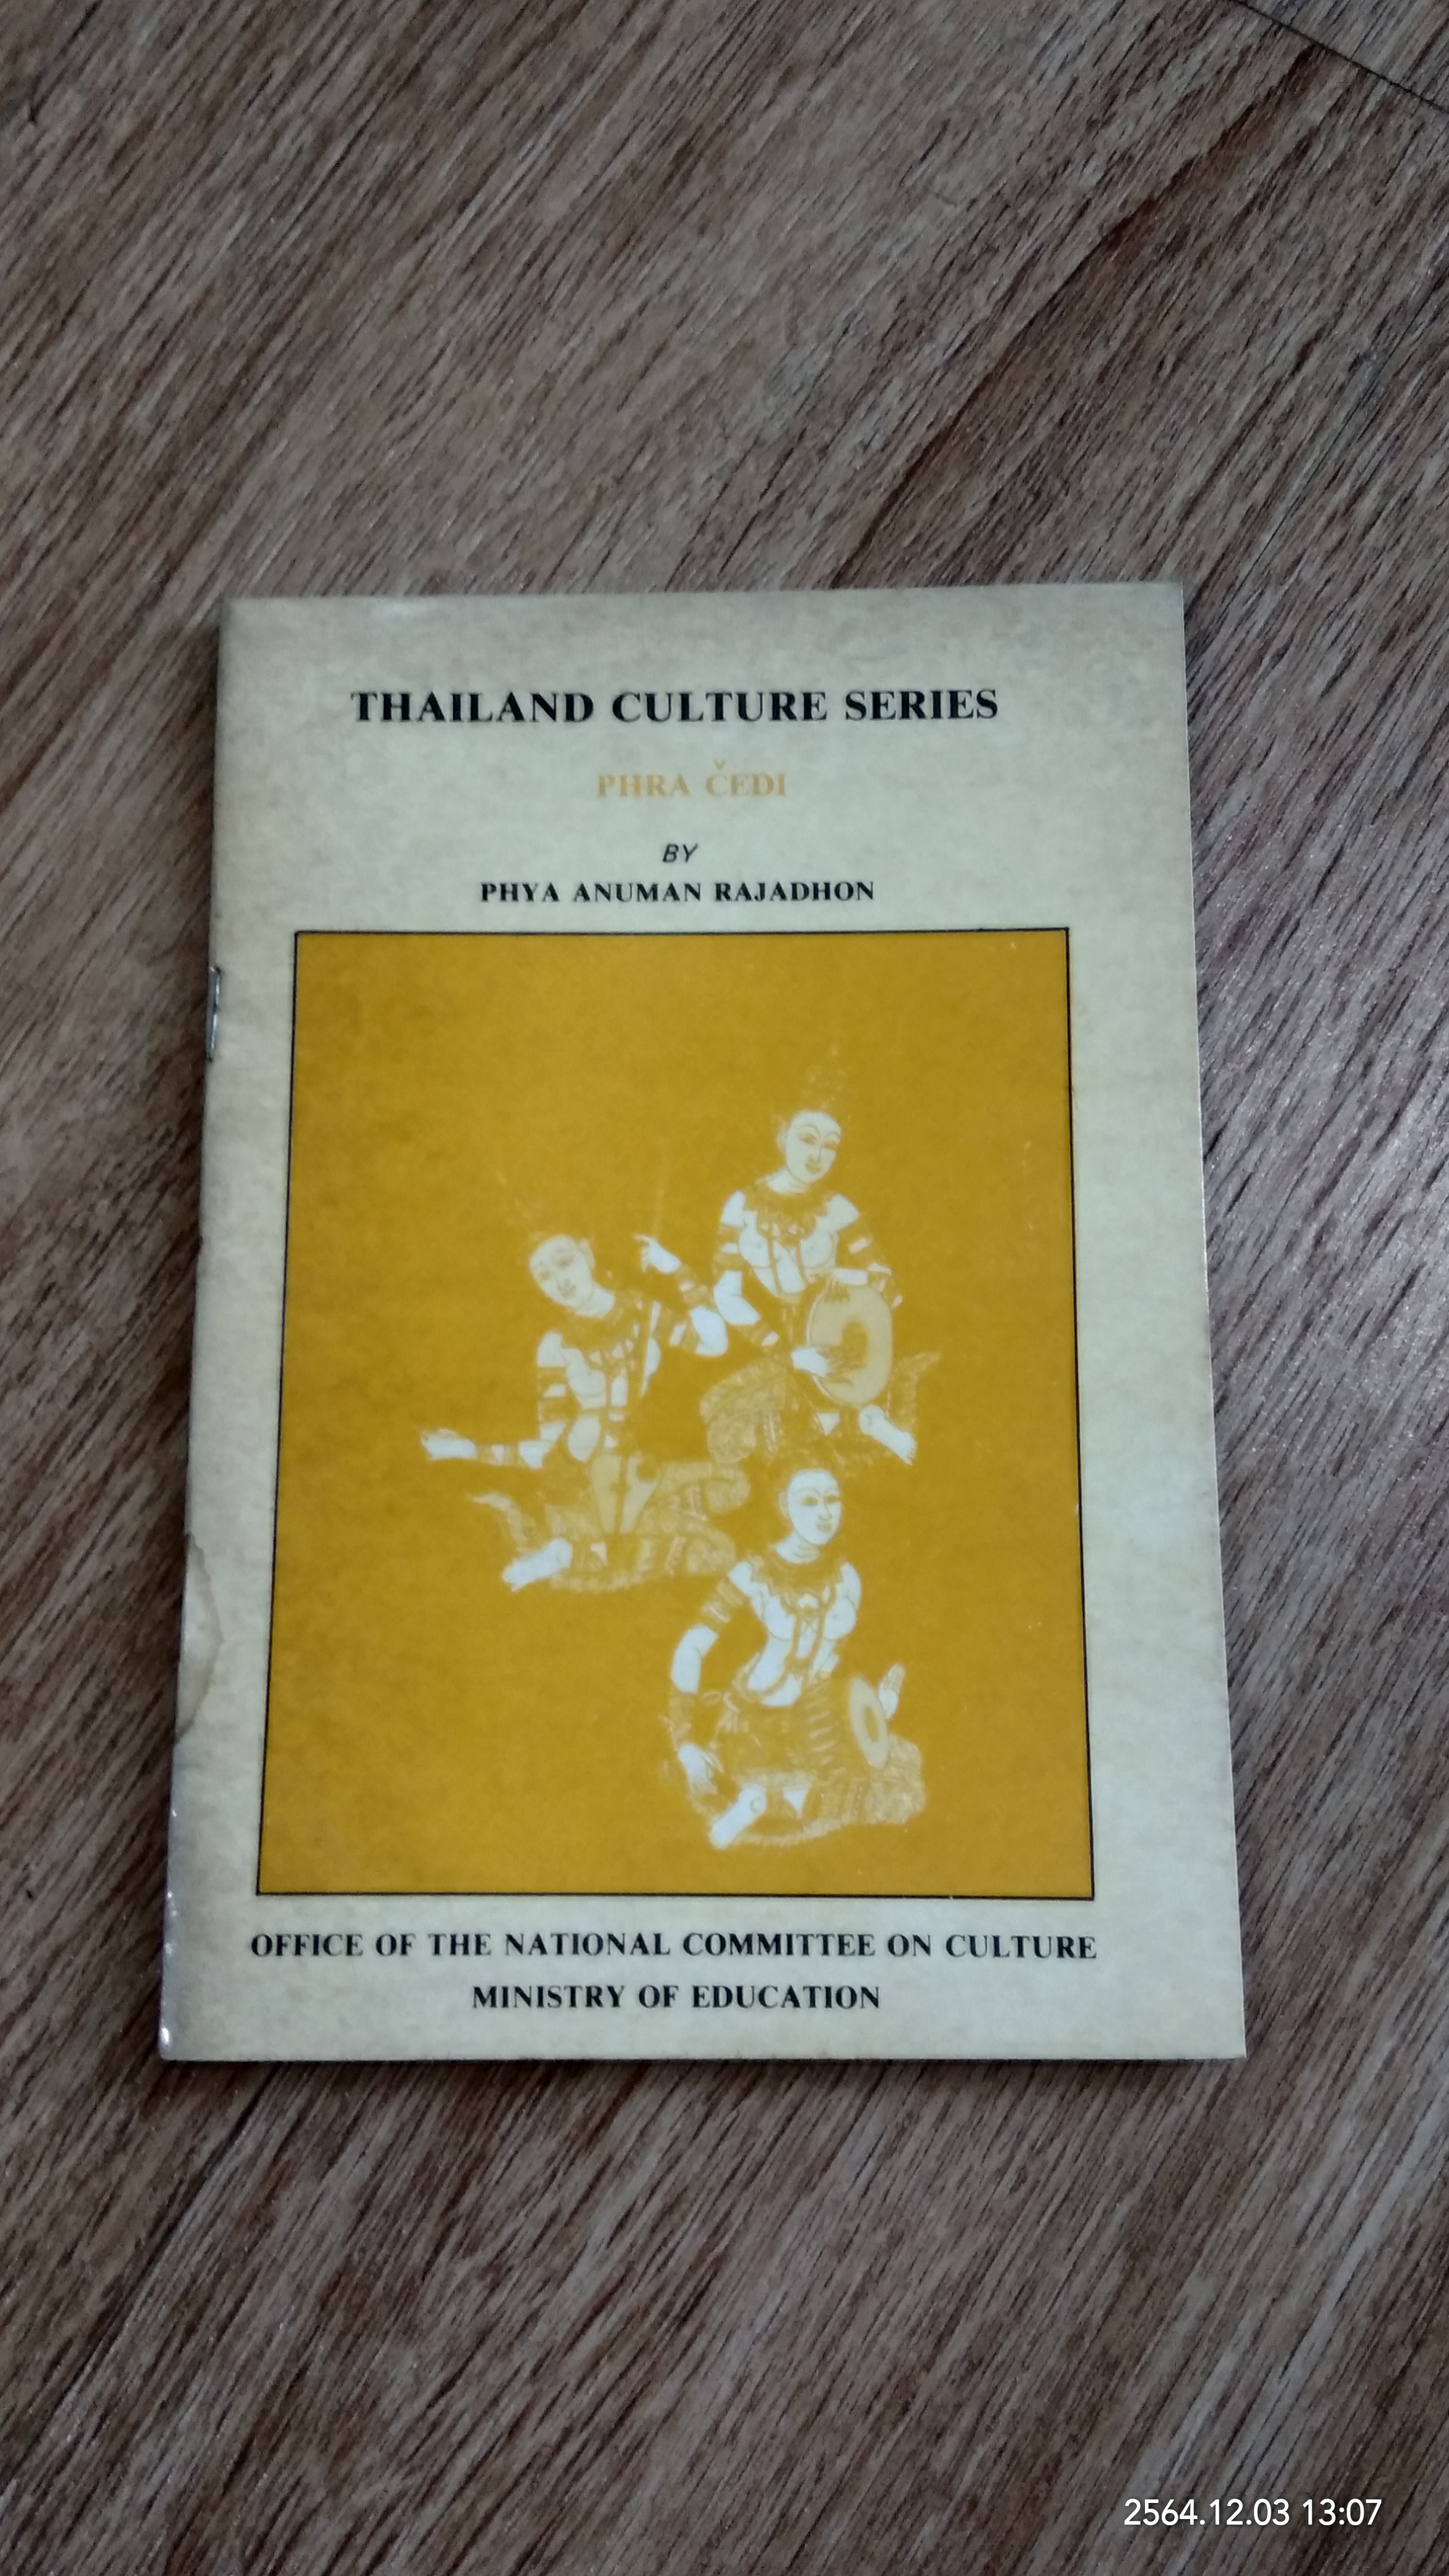 THAILAND CULTURE SERIES
PHRA ČEDI
BY
PHYA ANUMAN RAJADHON
OFFICE OF THE NATIONAL COMMITTEE ON CULTURE
MINISTRY OF EDUCATION
2564.12.03 13:07